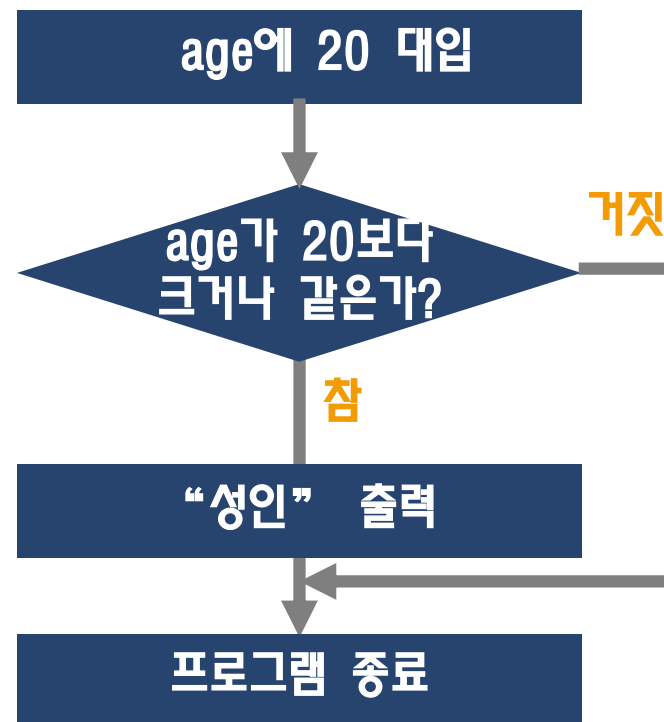 age에 20 대입
age가 20보다
크거나 같은가?
거짓
참
“성인” 출력
프로그램 종료